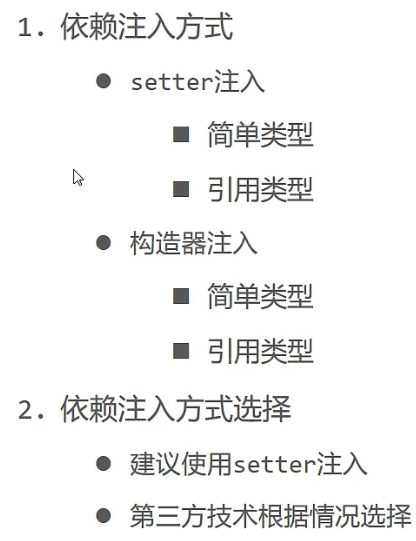 1. 依赖注入方式
● setter注入
■ 简单类型
■ 引用类型
● 构造器注入
■ 简单类型
■ 引用类型
2. 依赖注入方式选择
● 建议使用setter注入
● 第三方技术根据情况选择